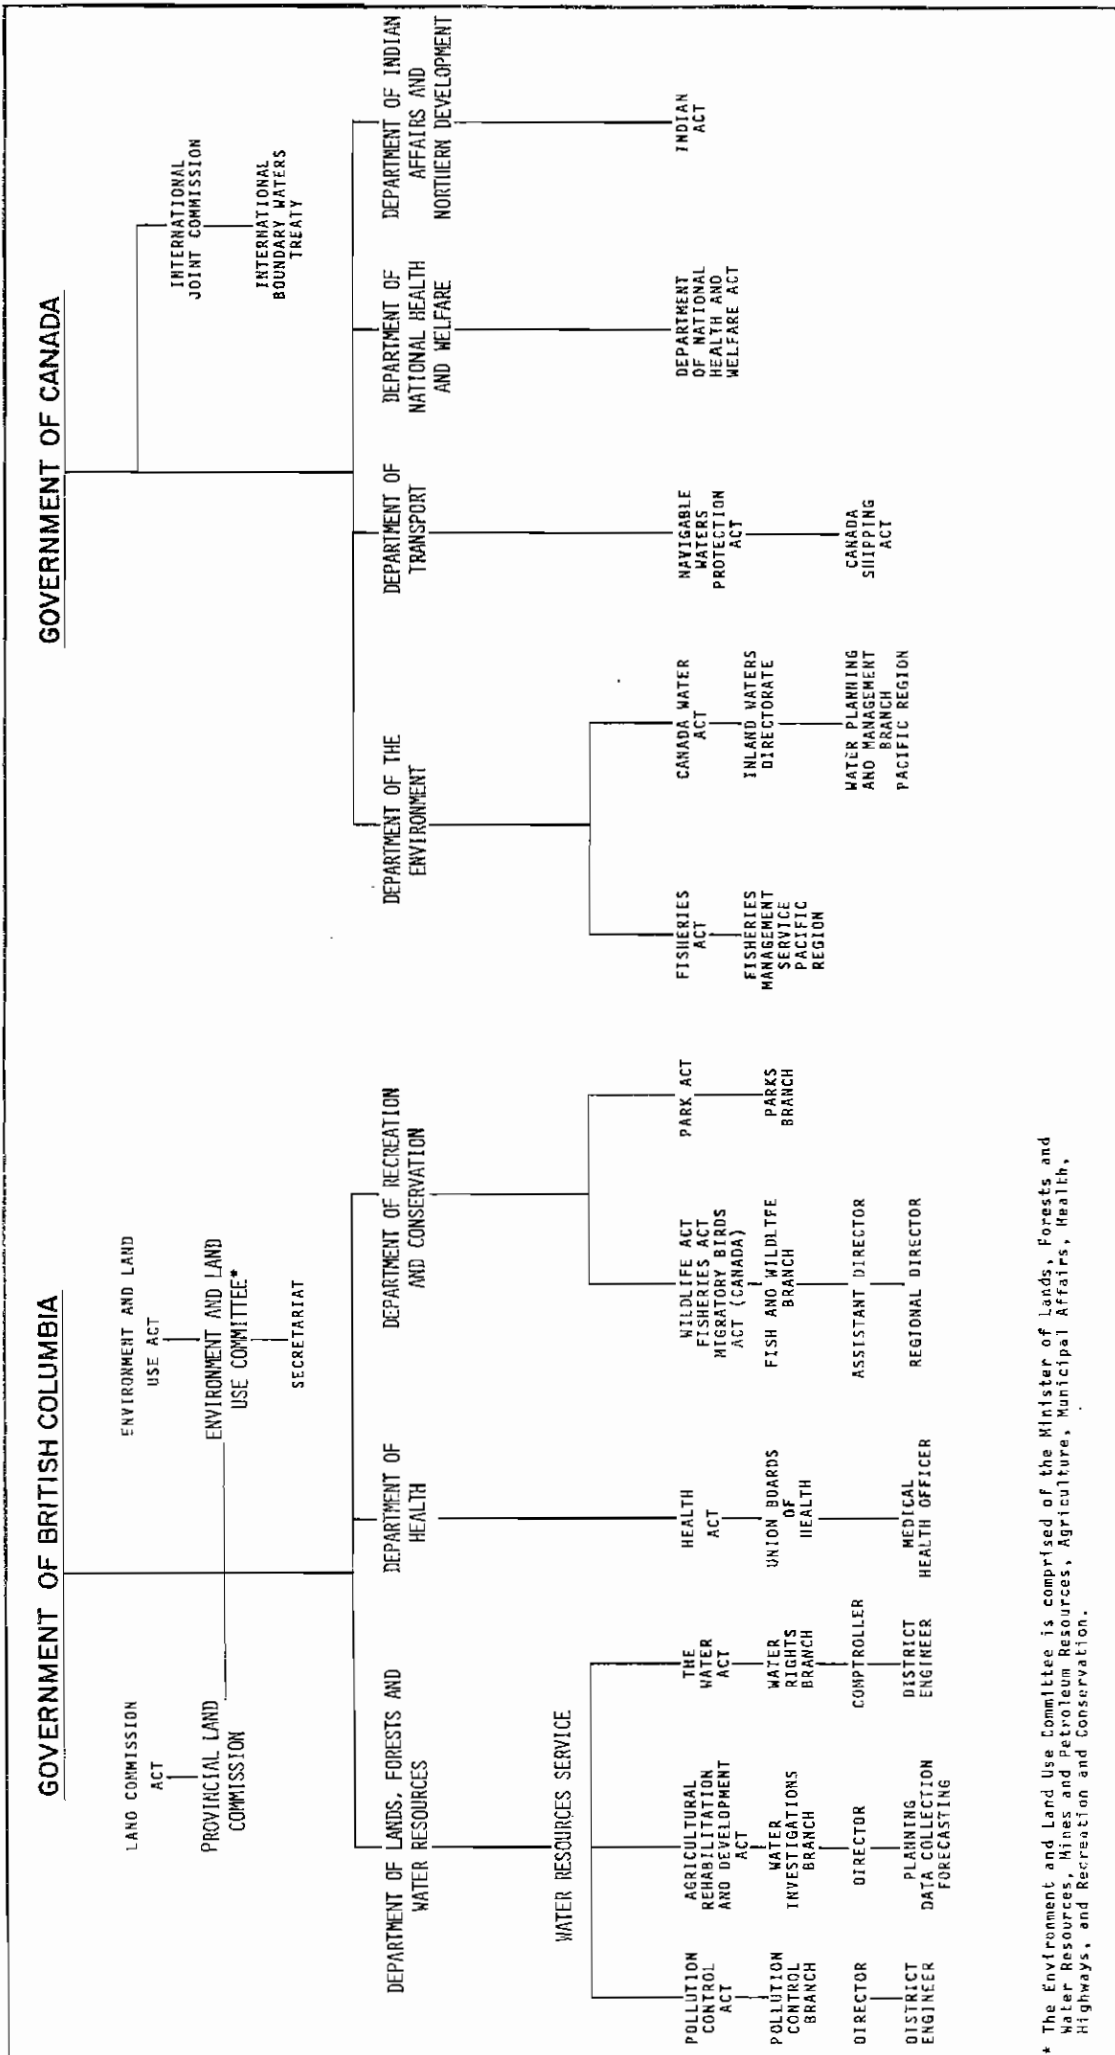 GOVERNMENT OF BRITISH COLUMBIA
LAND COMMISSION
ACT
PROVINCIAL LAND
COMMISSION
ENVIRONMENT AND LAND
USE ACT
ENVIRONMENT AND LAND
USE COMMITTEE*
SECRETARIAT
DEPARTMENT OF LANDS, FORESTS AND
WATER RESOURCES
WATER RESOURCES SERVICE
POLLUTION
CONTROL
ACT
POLLUTION
CONTROL
BRANCH
DIRECTOR
DISTRICT
ENGINEER
AGRICULTURAL
REHABILITATION
AND DEVELOPMENT
ACT
WATER
INVESTIGATIONS
BRANCH
DIRECTOR
PLANNING
DATA COLLECTION
FORECASTING
THE
WATER
ACT
WATER
RIGHTS
BRANCH
COMPTROLLER
DISTRICT
ENGINEER
DEPARTMENT OF
HEALTH
HEALTH
ACT
UNION BOARDS
OF
HEALTH
MEDICAL
HEALTH OFFICER
DEPARTMENT OF RECREATION
AND CONSERVATION
WILDLIFE ACT
FISHERIES ACT
MIGRATORY BIRDS
ACT (CANADA)
FISH AND WILDLIFE
BRANCH
ASSISTANT DIRECTOR
REGIONAL DIRECTOR
PARK ACT
PARKS
BRANCH
GOVERNMENT OF CANADA
INTERNATIONAL
JOINT COMMISSION
INTERNATIONAL
BOUNDARY WATERS
TREATY
DEPARTMENT OF THE
ENVIRONMENT
FISHERIES
ACT
FISHERIES
MANAGEMENT
SERVICE
PACIFIC
REGION
CANADA WATER
ACT
INLAND WATERS
DIRECTORATE
WATER PLANNING
AND MANAGEMENT
BRANCH
PACIFIC REGION
DEPARTMENT OF
TRANSPORT
NAVIGABLE
WATERS
PROTECTION
ACT
CANADA
SHIPPING
ACT
DEPARTMENT OF
NATIONAL HEALTH
AND WELFARE
DEPARTMENT
OF NATIONAL
HEALTH AND
WELFARE ACT
DEPARTMENT OF INDIAN
AFFAIRS AND
NORTHERN DEVELOPMENT
INDIAN
ACT
* The Environment and Land Use Committee is comprised of the Minister of Lands, Forests and
Water Resources, Mines and Petroleum Resources, Agriculture, Municipal Affairs, Health,
Highways, and Recreation and Conservation.